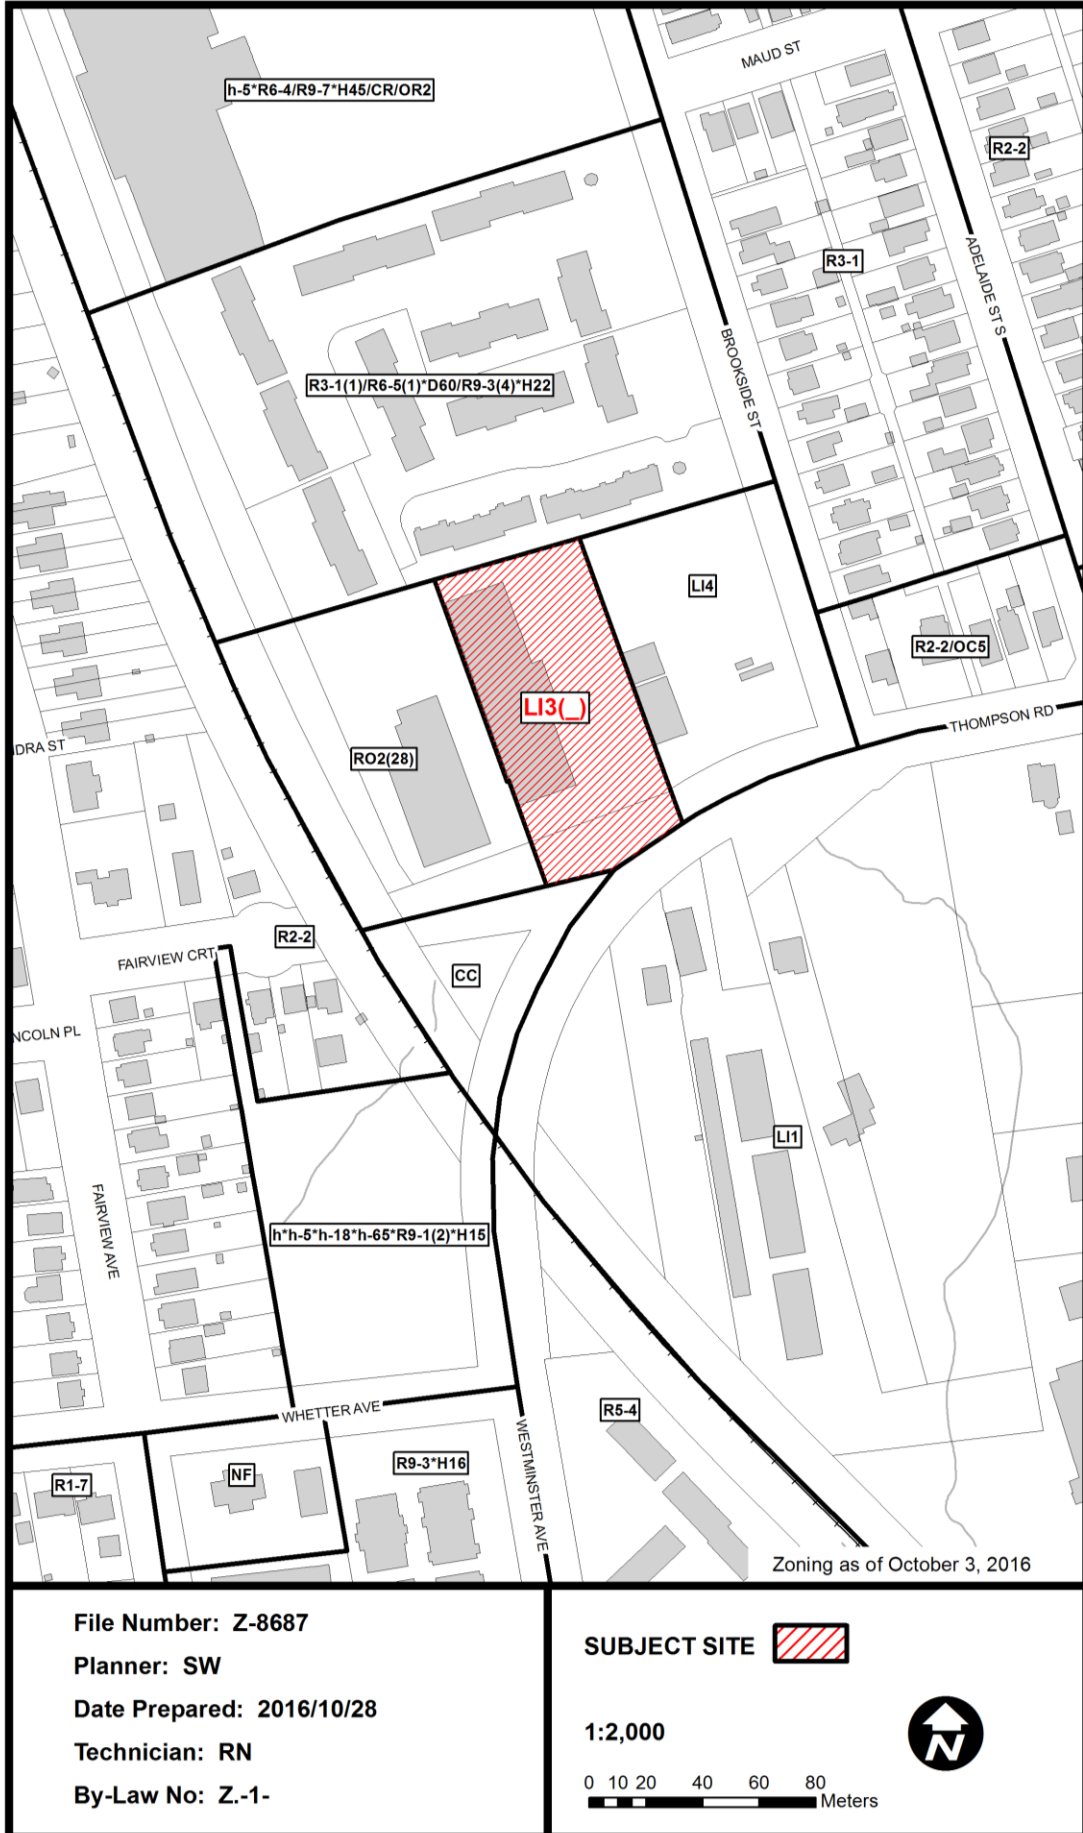 MAUD ST
h-5*R6-4/R9-7*H45/CR/OR2
R2-2
R3-1
ADELAIDE ST S
BROOKSIDE ST
R3-1(1)/R6-5(1)*D60/R9-3(4)*H22
LI4
R2-2/OC5
LI3(_)
THOMPSON RD
IDRA ST
RO2(28)
R2-2
FAIRVIEW CRT
CC
NCOLN PL
LI1
FAIRVIEW AVE
h*h-5*h-18*h-65*R9-1(2)*H15
WHETTER AVE
R5-4
WESTMINSTER AVE
R9-3*H16
NF
R1-7
Zoning as of October 3, 2016
File Number: Z-8687
Planner: SW
Date Prepared: 2016/10/28
Technician: RN
By-Law No: Z.-1-
SUBJECT SITE
1:2,000
N
0 10 20 40 60 80
Meters